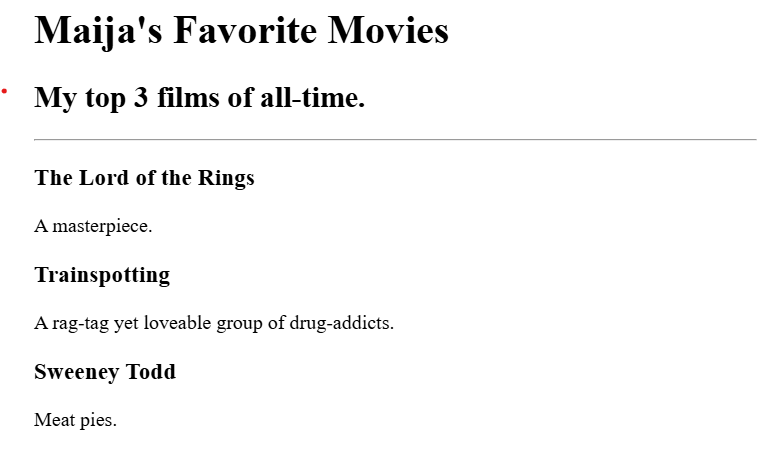 Maija's Favorite Movies
My top 3 films of all-time.
The Lord of the Rings
A masterpiece.
Trainspotting
A rag-tag yet loveable group of drug-addicts.
Sweeney Todd
Meat pies.